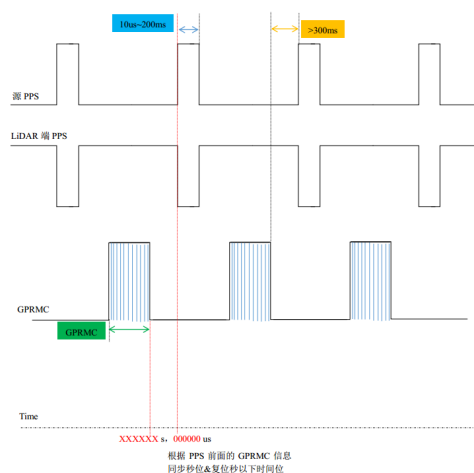 10us~200ms
>300ms
源 PPS
LiDAR 端 PPS
GPRMC
GPRMC
Time
XXXXXX s，000000 us
根据 PPS 前面的 GPRMC 信息
同步秒位&复位秒以下时间位